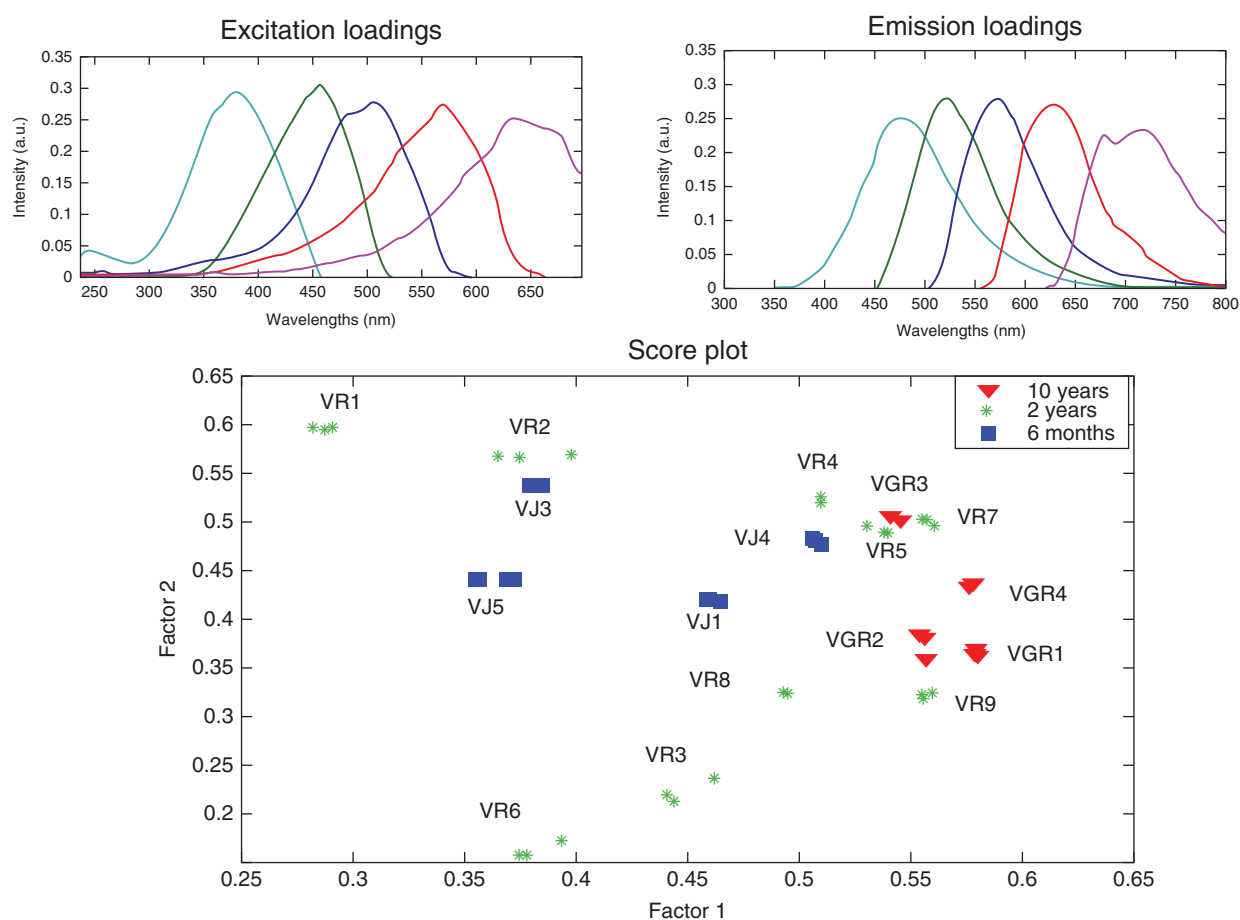 Excitation loadings
0.35
0.3
0.25
0.2
0.15
0.1
0.05
0
Intensity (a.u.)
250 300 350 400 450 500 550 600 650
Wavelengths (nm)
Emission loadings
0.35
0.3
0.25
0.2
0.15
0.1
0.05
0
Intensity (a.u.)
300 350 400 450 500 550 600 650 700 750 800
Wavelengths (nm)
Score plot
0.65
0.6
0.55
0.5
0.45
0.4
0.35
0.3
0.25
0.2
Factor 2
10 years
2 years
6 months
VR1
VR2
VJ3
VR4
VGR3
VR7
VJ4
VR5
VJ5
VGR4
VJ1
VGR2
VGR1
VR8
VR9
VR3
VR6
0.25 0.3 0.35 0.4 0.45 0.5 0.55 0.6 0.65
Factor 1